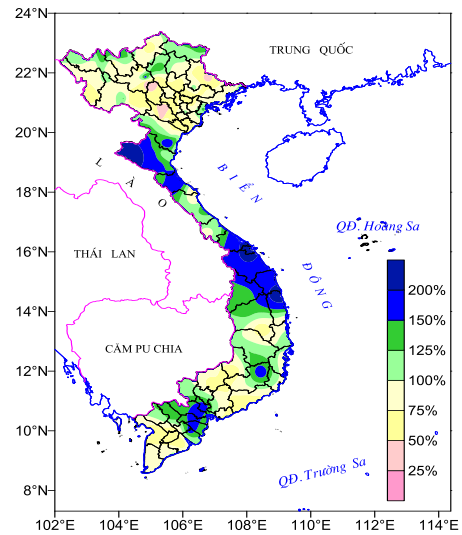 24°N
22°N
20°N
18°N
16°N
14°N
12°N
10°N
8°N
TRUNG QUỐC
LÀO
BIỂN
ĐÔNG
QĐ. Hoàng Sa
THÁI LAN
CĂM PU CHIA
QĐ. Trường Sa
200%
150%
125%
100%
75%
50%
25%
102°E
104°E
106°E
108°E
110°E
112°E
114°E